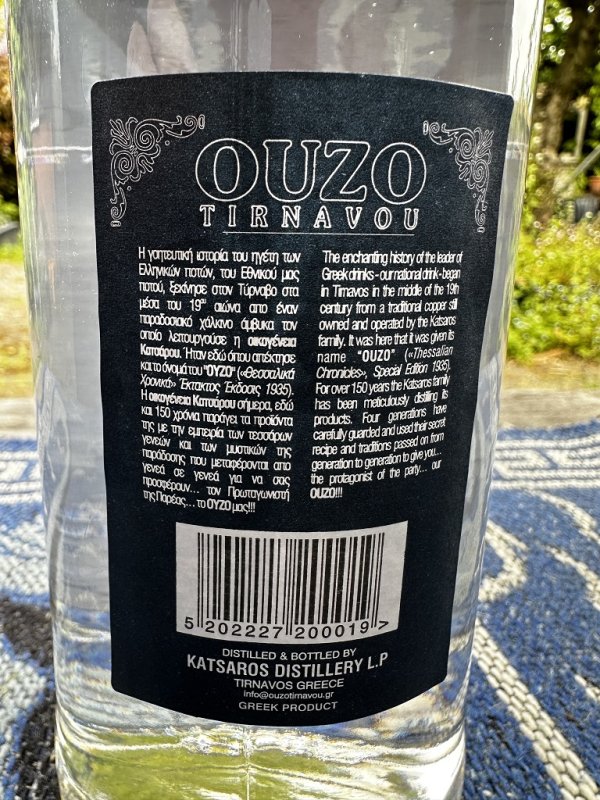 OUZO
TIRNAVOU
Η γοητευτική ιστορία του ηγέτη των
Ελληνικών ποτών, του Εθνικού μας
ποτού, ξεκίνησε στον Τύρναβο στα
μέσα του 19ου αιώνα απο έναν
παραδοσιακό χάλκινο άμβυκα τον
οποίο λειτουργούσε η οικογένεια
Κατσάρου. Ήταν εδώ όπου απέκτησε
και το όνομά του "ΟΥΖΟ" («Θεσσαλικά
Χρονικά» Έκτακτος Έκδοσις 1935).
Η οικογένεια Κατσάρου σήμερα, εδώ
και 150 χρόνια παράγει τα προϊόντα
της με την εμπειρία των τεσσάρων
γενεών και των μυστικών της
παράδοσης που μεταφέρονται απο
γενεά σε γενεά για να σας
προσφέρουν... τον Πρωταγωνιστή
της Παρέας... το ΟΥΖΟ μας!!!
The enchanting history of the leader of
Greek drinks - our national drink - began
in Tirnavos in the middle of the 19th
century from a traditional copper still
owned and operated by the Katsaros
family. It was here that it was given its
name "OUZO" («Thessalian
Chronicles», Special Edition 1935).
For over 150 years the Katsaros family
has been meticulously distilling its
products. Four generations have
carefully guarded and used their secret
recipe and traditions passed on from
generation to generation to give you...
the protagonist of the party... our
OUZO!!!
5 202227 200019 >
DISTILLED & BOTTLED BY
KATSAROS DISTILLERY L.P
TIRNAVOS GREECE
info@ouzotirnavou.gr
GREEK PRODUCT